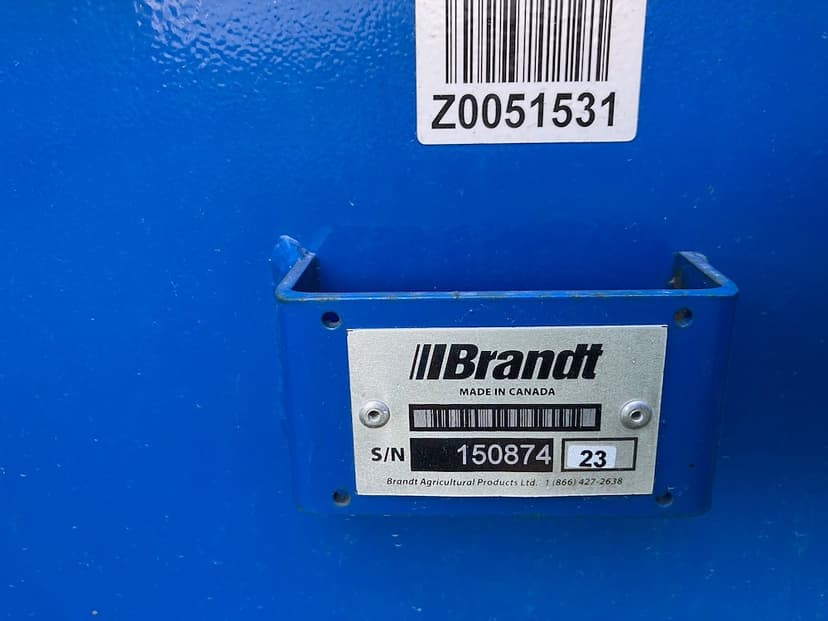 Z0051531
Brandt
MADE IN CANADA
S/N 150874 23
Brandt Agricultural Products Ltd. 1 (866) 427-2638